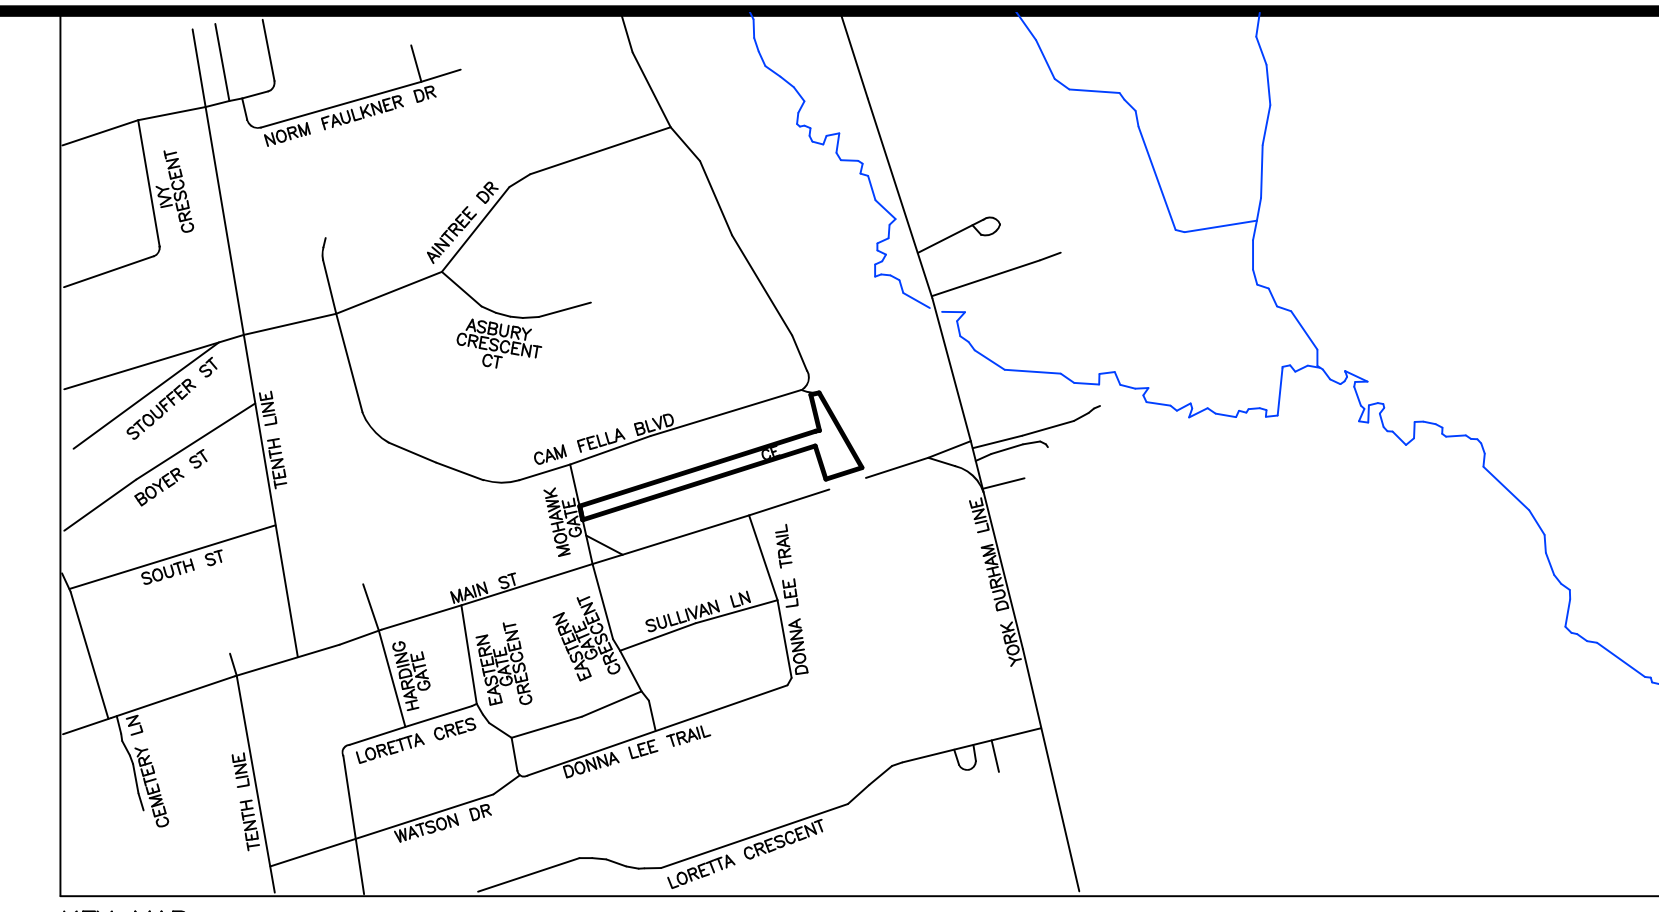 NORM FAULKNER DR
IVY
CRESCENT
AINTREE DR
ASBURY
CRESCENT
CT
STOUFFER ST
TENTH LINE
BOYER ST
CAM FELLA BLVD
MOHAWK
GATE
SOUTH ST
MAIN ST
YORK DURHAM LINE
DONNA LEE TRAIL
SULLIVAN LN
EASTERN
GATE
CRESCENT
EASTERN
GATE
CRESCENT
HARDING
GATE
LORETTA CRES
DONNA LEE TRAIL
CEMETERY LN
TENTH LINE
WATSON DR
LORETTA CRESCENT